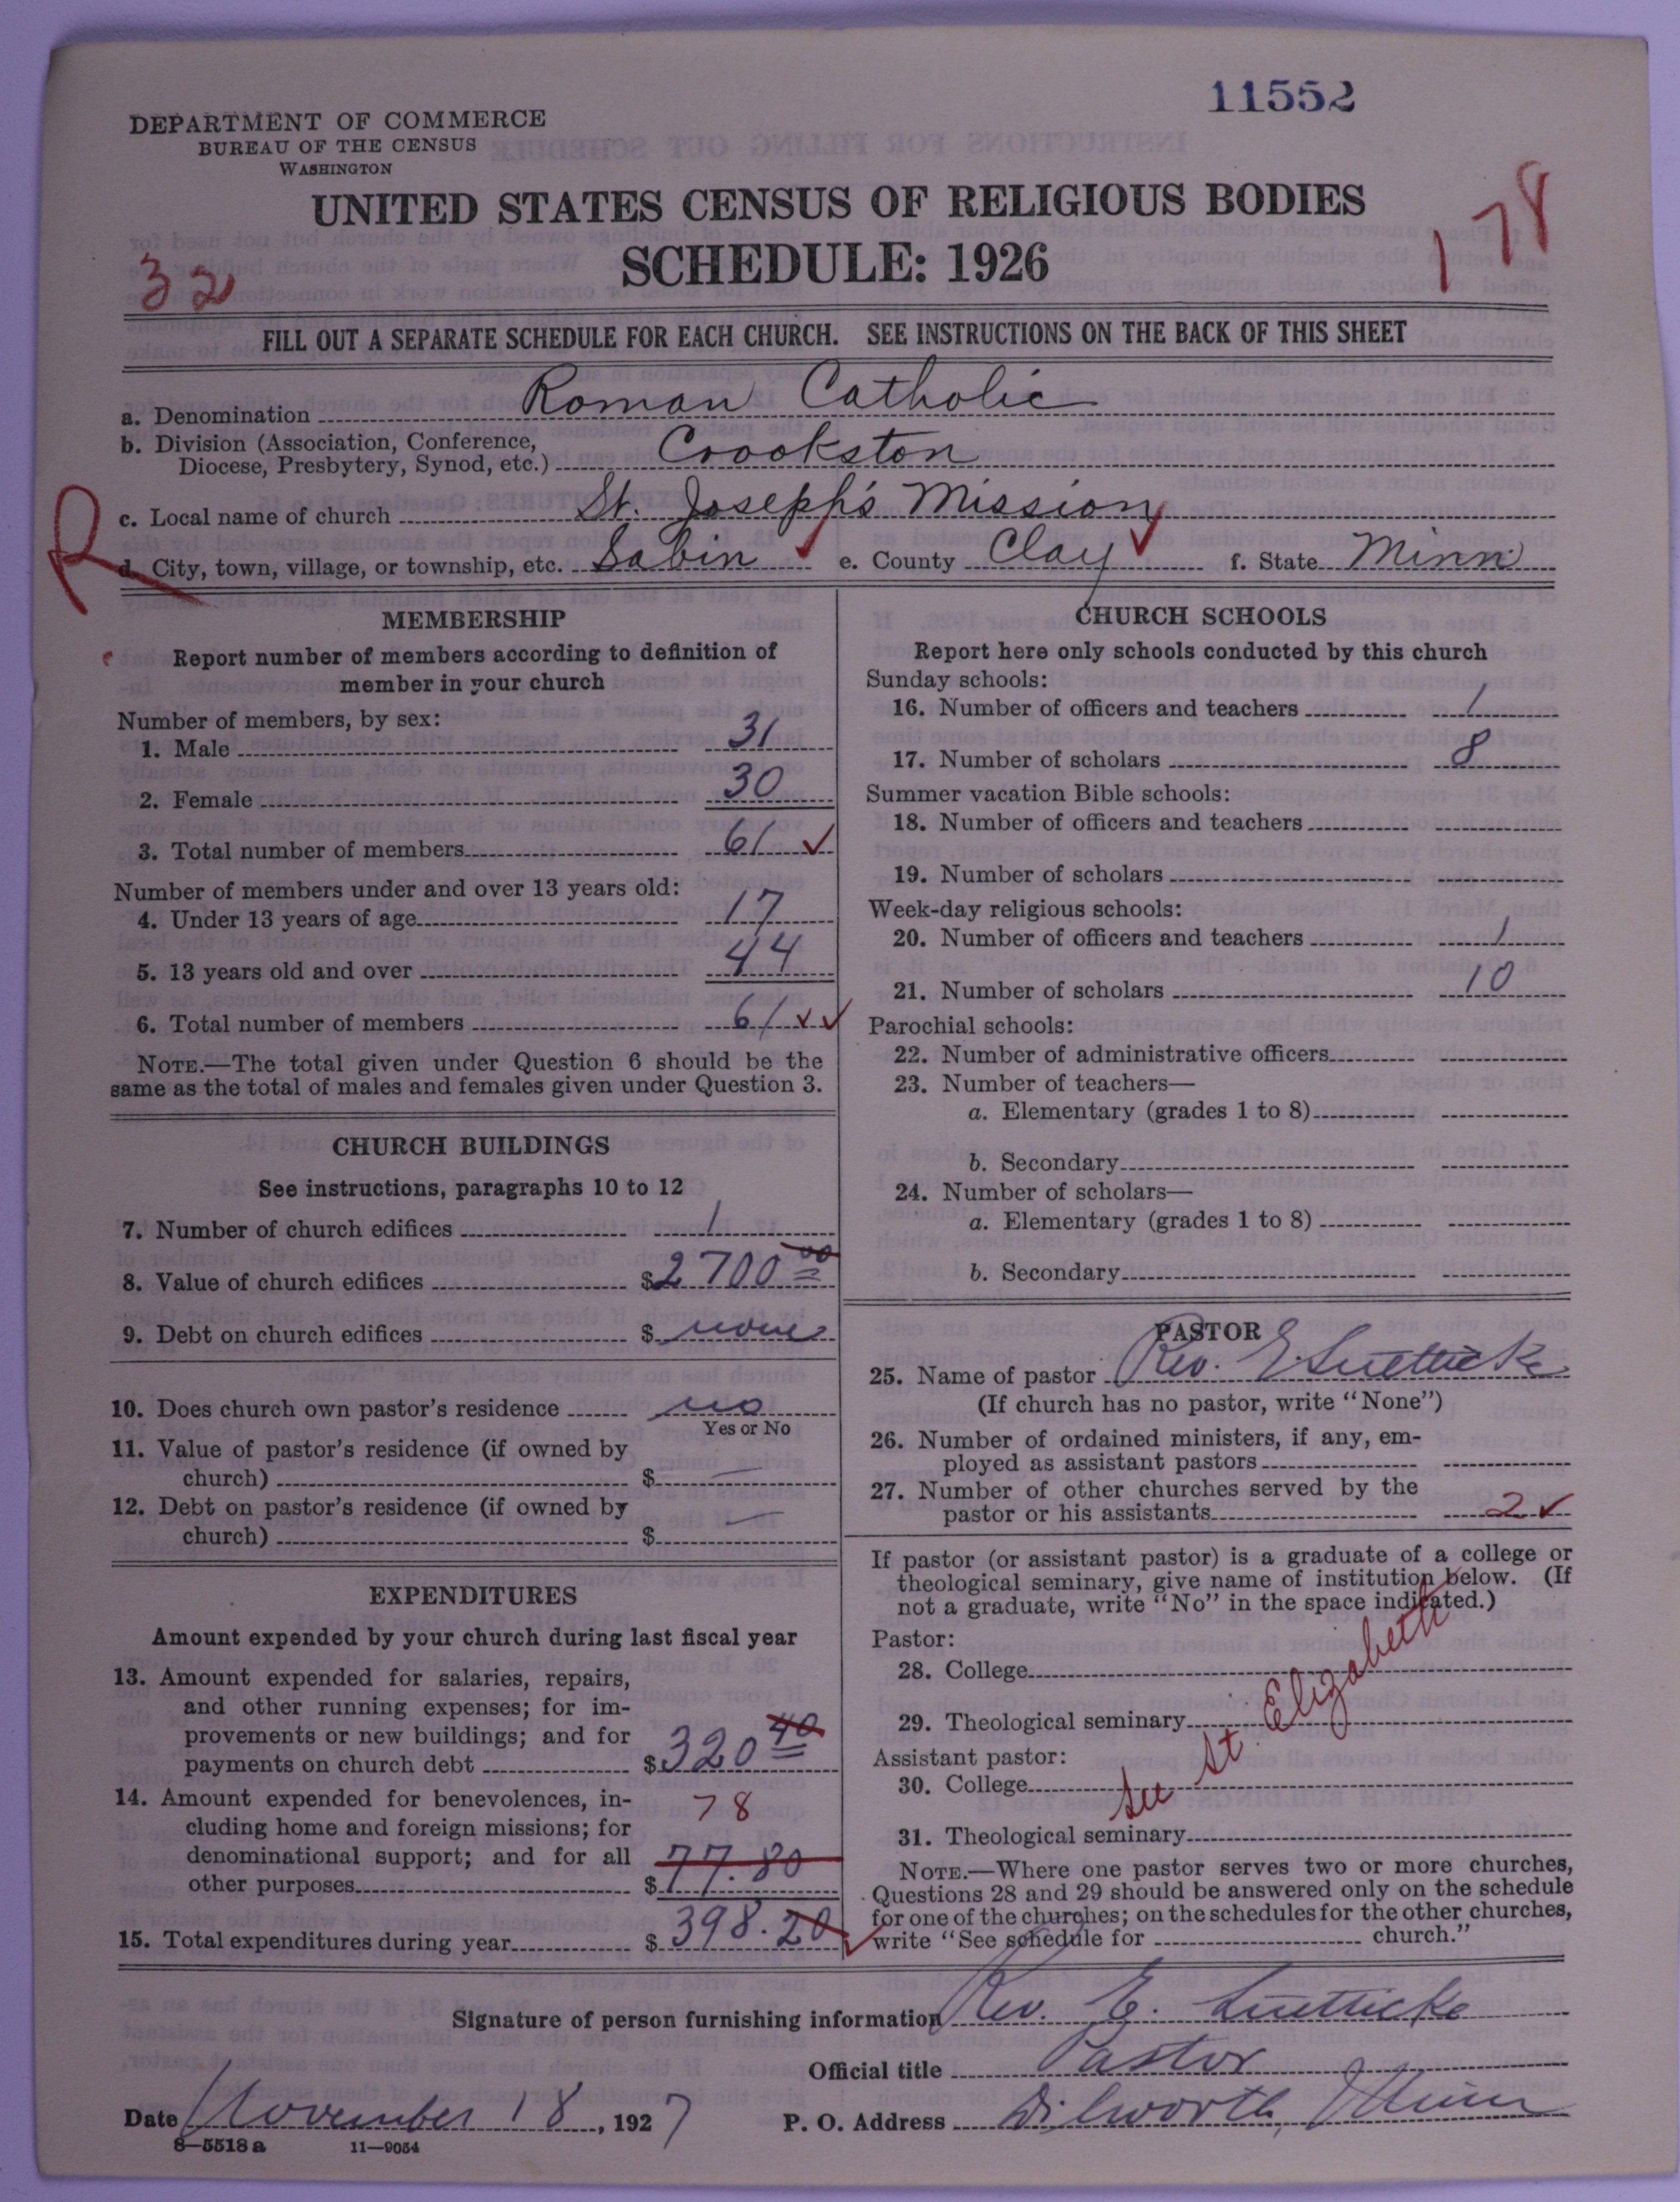 11552
DEPARTMENT OF COMMERCE
BUREAU OF THE CENSUS
WASHINGTON
UNITED STATES CENSUS OF RELIGIOUS BODIES
SCHEDULE: 1926
32
178
FILL OUT A SEPARATE SCHEDULE FOR EACH CHURCH. SEE INSTRUCTIONS ON THE BACK OF THIS SHEET
a. Denomination Roman Catholic
b. Division (Association, Conference,
Diocese, Presbytery, Synod, etc.) Crookston
c. Local name of church St. Joseph's Mission
R
d. City, town, village, or township, etc. Sabin e. County Clay f. State Minn
MEMBERSHIP
Report number of members according to definition of
member in your church
Number of members, by sex:
1. Male 31
2. Female 30
3. Total number of members 61 ✓
Number of members under and over 13 years old:
4. Under 13 years of age 17
5. 13 years old and over 44
6. Total number of members 61 ✓✓
NOTE.—The total given under Question 6 should be the
same as the total of males and females given under Question 3.
CHURCH BUILDINGS
See instructions, paragraphs 10 to 12
7. Number of church edifices 1
8. Value of church edifices $2700 00
9. Debt on church edifices $ none
10. Does church own pastor's residence no
Yes or No
11. Value of pastor's residence (if owned by
church) $ —
12. Debt on pastor's residence (if owned by
church) $ —
EXPENDITURES
Amount expended by your church during last fiscal year
13. Amount expended for salaries, repairs,
and other running expenses; for im-
provements or new buildings; and for
payments on church debt $320 40
14. Amount expended for benevolences, in-
78
cluding home and foreign missions; for
denominational support; and for all
other purposes $77.80
15. Total expenditures during year $398.20
CHURCH SCHOOLS
Report here only schools conducted by this church
Sunday schools:
16. Number of officers and teachers 1
17. Number of scholars 8
Summer vacation Bible schools:
18. Number of officers and teachers
19. Number of scholars
Week-day religious schools:
20. Number of officers and teachers 1
21. Number of scholars 10
Parochial schools:
22. Number of administrative officers
23. Number of teachers—
a. Elementary (grades 1 to 8)
b. Secondary
24. Number of scholars—
a. Elementary (grades 1 to 8)
b. Secondary
PASTOR
25. Name of pastor Rev. E. Luetticke
(If church has no pastor, write "None")
26. Number of ordained ministers, if any, em-
ployed as assistant pastors
27. Number of other churches served by the
pastor or his assistants 2 ✓
If pastor (or assistant pastor) is a graduate of a college or
theological seminary, give name of institution below. (If
not a graduate, write "No" in the space indicated.)
Pastor:
28. College
29. Theological seminary
See St Elizabeth
Assistant pastor:
30. College
31. Theological seminary
NOTE.—Where one pastor serves two or more churches,
Questions 28 and 29 should be answered only on the schedule
for one of the churches; on the schedules for the other churches,
write "See schedule for church."
Signature of person furnishing information Rev. E. Luetticke
Official title Pastor
Date November 18, 1927 P. O. Address Dilworth, Minn
8—5518 a 11—9054